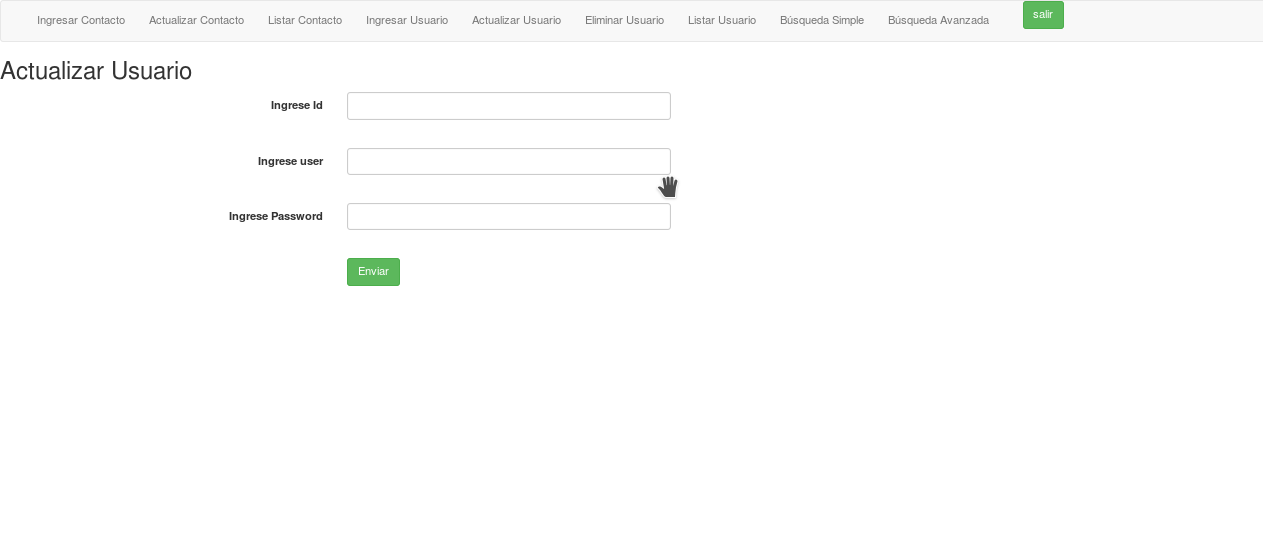 Ingresar Contacto Actualizar Contacto Listar Contacto Ingresar Usuario Actualizar Usuario Eliminar Usuario Listar Usuario Búsqueda Simple Búsqueda Avanzada salir
Actualizar Usuario
Ingrese Id
Ingrese user
Ingrese Password
Enviar